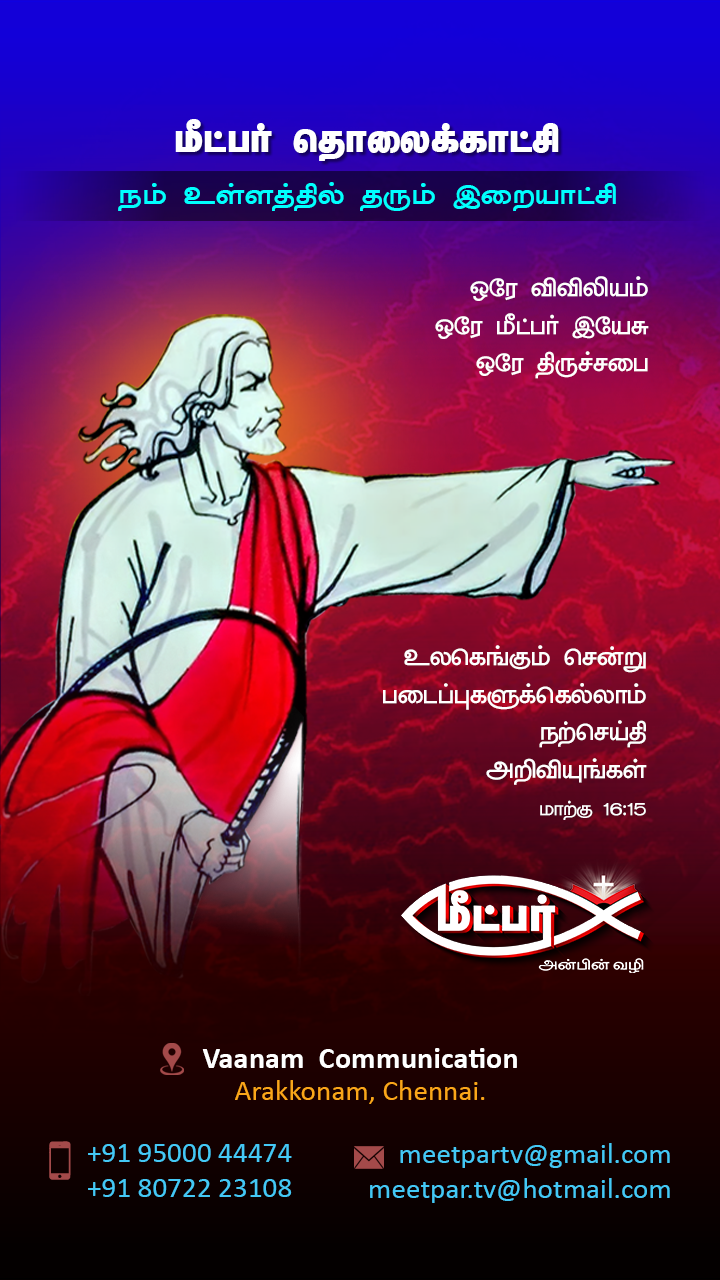 மீட்பர் தொலைக்காட்சி
நம் உள்ளத்தில் தரும் இறையாட்சி
ஒரே விவிலியம்
ஒரே மீட்பர் இயேசு
ஒரே திருச்சபை
உலகெங்கும் சென்று
படைப்புகளுக்கெல்லாம்
நற்செய்தி
அறிவியுங்கள்
மாற்கு 16:15
மீட்பர்
அன்பின் வழி
Vaanam Communication
Arakkonam, Chennai.
+91 95000 44474
+91 80722 23108
meetpartv@gmail.com
meetpar.tv@hotmail.com